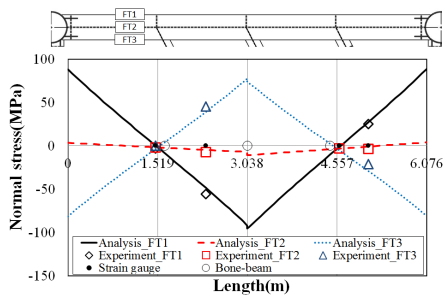 FT1
FT2
FT3
Normal stress(MPa)
100
50
0
-50
-100
-150
0
1.519
3.038
4.557
6.076
Analysis_FT1
Analysis_FT2
Analysis_FT3
Experiment_FT1
Experiment_FT2
Experiment_FT3
Strain gauge
Bone-beam
Length(m)